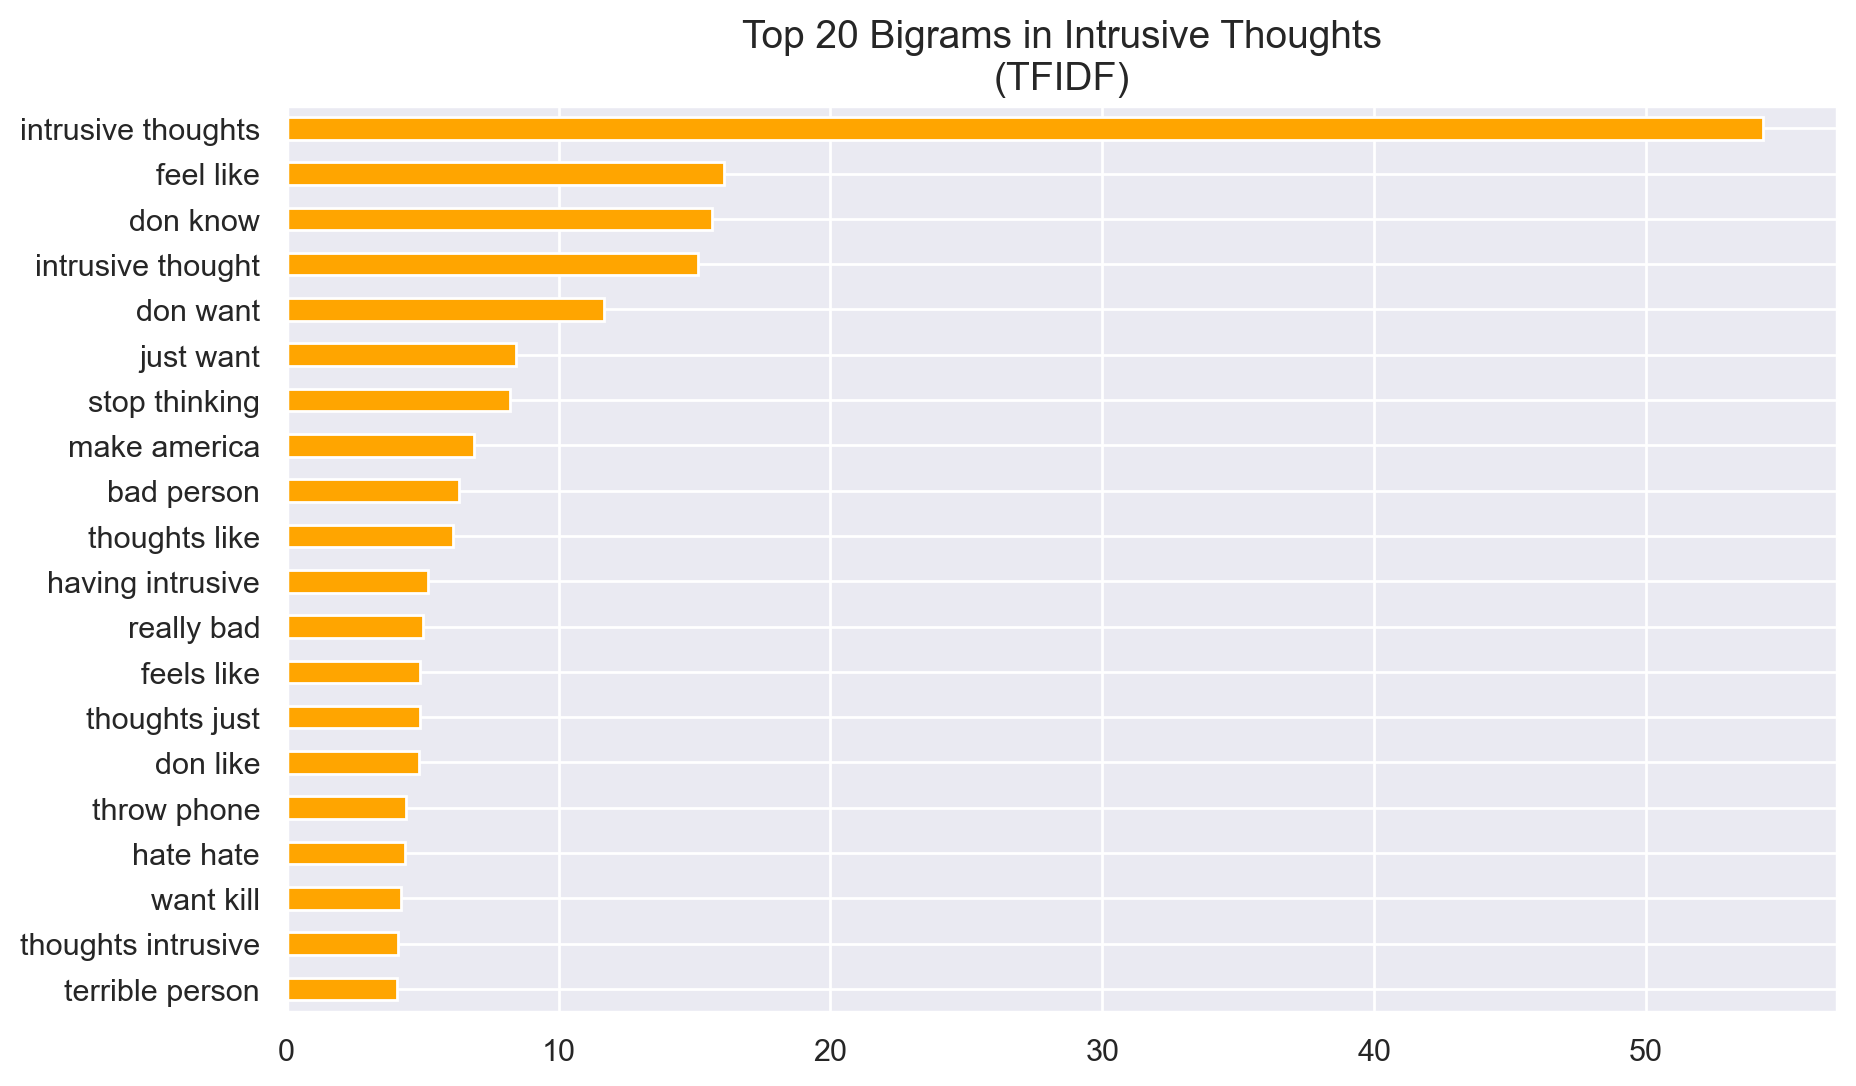 Top 20 Bigrams in Intrusive Thoughts
(TFIDF)
intrusive thoughts
feel like
don know
intrusive thought
don want
just want
stop thinking
make america
bad person
thoughts like
having intrusive
really bad
feels like
thoughts just
don like
throw phone
hate hate
want kill
thoughts intrusive
terrible person
0 10 20 30 40 50